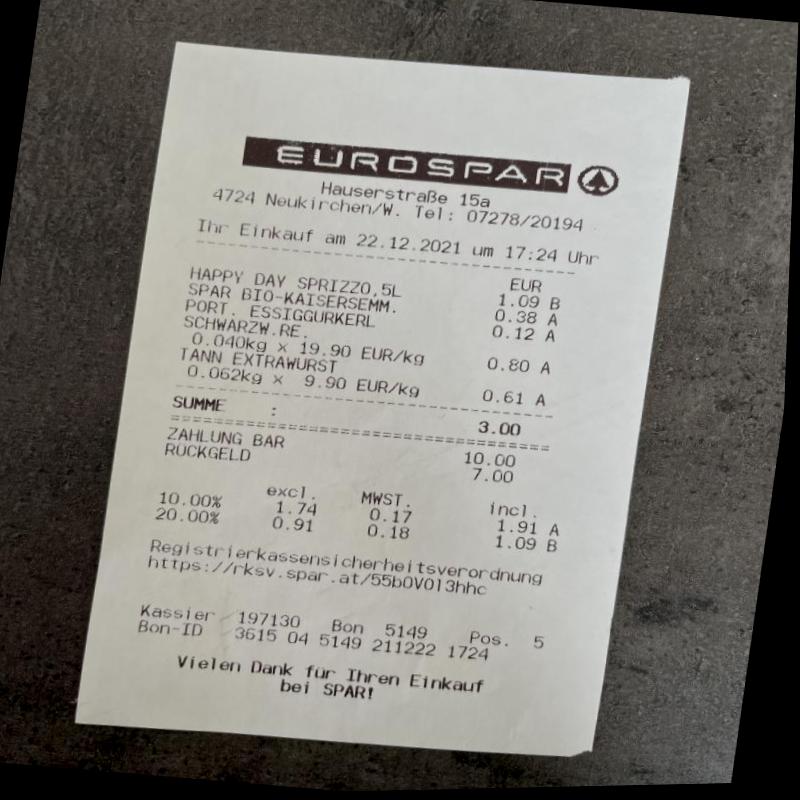 EUROSPAR
Hauserstraße 15a
4724 Neukirchen/W. Tel: 07278/20194
Ihr Einkauf am 22.12.2021 um 17:24 Uhr
EUR
HAPPY DAY SPRIZZO,5L 1.09 B
SPAR BIO-KAISERSEMM. 0.38 A
PORT. ESSIGGURKERL 0.12 A
SCHWARZW.RE.
0.040kg x 19.90 EUR/kg 0.80 A
TANN EXTRAWURST
0.062kg x 9.90 EUR/kg 0.61 A
SUMME : 3.00
ZAHLUNG BAR 10.00
RÜCKGELD 7.00
excl. MWST. incl.
10.00% 1.74 0.17 1.91 A
20.00% 0.91 0.18 1.09 B
Registrierkassensicherheitsverordnung
https://rksv.spar.at/55b0V0l3hhc
Kassier 197130 Bon 5149 Pos. 5
Bon-ID 3615 04 5149 211222 1724
Vielen Dank für Ihren Einkauf
bei SPAR!